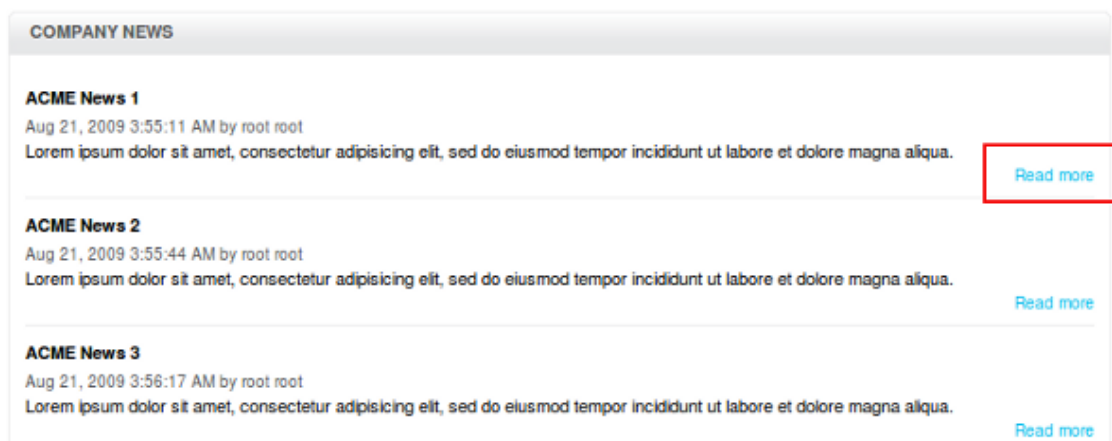 COMPANY NEWS
ACME News 1
Aug 21, 2009 3:55:11 AM by root root
Lorem ipsum dolor sit amet, consectetur adipisicing elit, sed do eiusmod tempor incididunt ut labore et dolore magna aliqua.
Read more
ACME News 2
Aug 21, 2009 3:55:44 AM by root root
Lorem ipsum dolor sit amet, consectetur adipisicing elit, sed do eiusmod tempor incididunt ut labore et dolore magna aliqua.
Read more
ACME News 3
Aug 21, 2009 3:56:17 AM by root root
Lorem ipsum dolor sit amet, consectetur adipisicing elit, sed do eiusmod tempor incididunt ut labore et dolore magna aliqua.
Read more